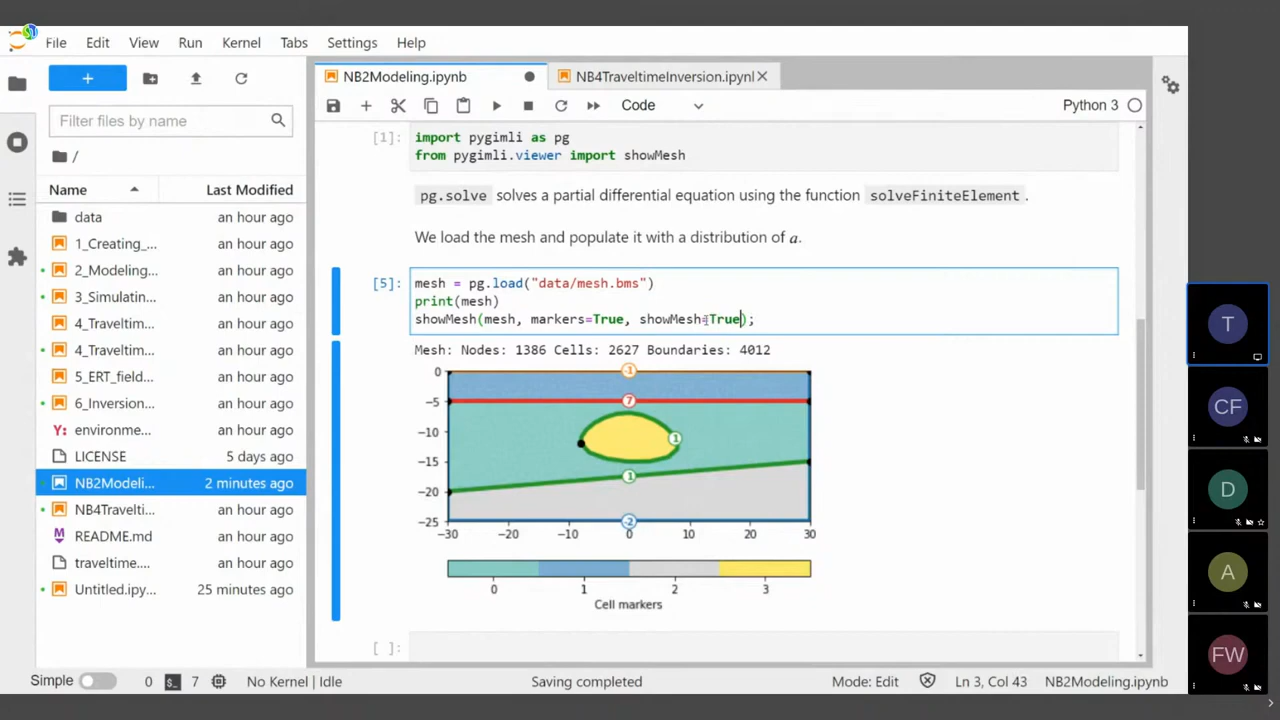 File Edit View Run Kernel Tabs Settings Help
NB2Modeling.ipynb
NB4TraveltimeInversion.ipynl
Filter files by name
Code
Python 3
/
Name Last Modified
data an hour ago
1_Creating_... an hour ago
2_Modeling... an hour ago
3_Simulatin... an hour ago
4_Traveltim... an hour ago
4_Traveltim... an hour ago
5_ERT_field... an hour ago
6_Inversion... an hour ago
Y: environme... an hour ago
LICENSE 5 days ago
NB2Modeli... 2 minutes ago
NB4Travelti... an hour ago
README.md an hour ago
traveltime.... an hour ago
Untitled.ipy... 25 minutes ago
[1]: import pygimli as pg
from pygimli.viewer import showMesh
pg.solve solves a partial differential equation using the function solveFiniteElement .
We load the mesh and populate it with a distribution of a.
[5]: mesh = pg.load("data/mesh.bms")
print(mesh)
showMesh(mesh, markers=True, showMesh=True);
Mesh: Nodes: 1386 Cells: 2627 Boundaries: 4012
0 -1
−5 7
−10 1
−15
1
−20
−25 -2
−30 −20 −10 0 10 20 30
0 1 2 3
Cell markers
[ ]:
Simple 0 7 No Kernel | Idle Saving completed Mode: Edit Ln 3, Col 43 NB2Modeling.ipynb
T
CF
D
A
FW